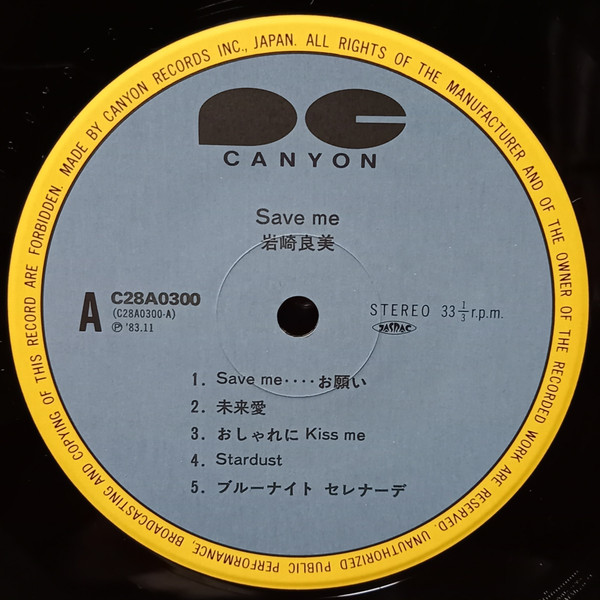 MADE BY CANYON RECORDS INC., JAPAN. ALL RIGHTS OF THE MANUFACTURER AND OF THE OWNER OF THE RECORDED WORK ARE RESERVED. UNAUTHORIZED PUBLIC PERFORMANCE, BROADCASTING AND COPYING OF THIS RECORD ARE FORBIDDEN.
CANYON
Save me
岩崎良美
A
C28A0300
(C28A0300-A)
Ⓟ '83.11
STEREO 33 1/3 r.p.m.
JASRAC
1. Save me‥‥お願い
2. 未来愛
3. おしゃれに Kiss me
4. Stardust
5. ブルーナイト セレナーデ